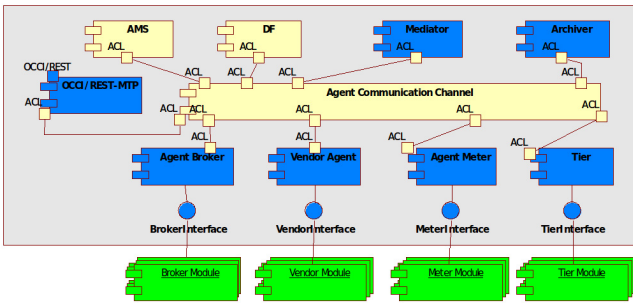 AMS
DF
Mediator
Archiver
ACL
ACL
ACL
ACL
OCCI/REST
OCCI/REST-MTP
ACL
ACL
ACL
ACL
ACL
Agent Communication Channel
ACL
ACL
ACL
ACL
ACL
ACL
ACL
ACL
ACL
Agent Broker
Vendor Agent
Agent Meter
Tier
BrokerInterface
VendorInterface
MeterInterface
TierInterface
Broker Module
Vendor Module
Meter Module
Tier Module